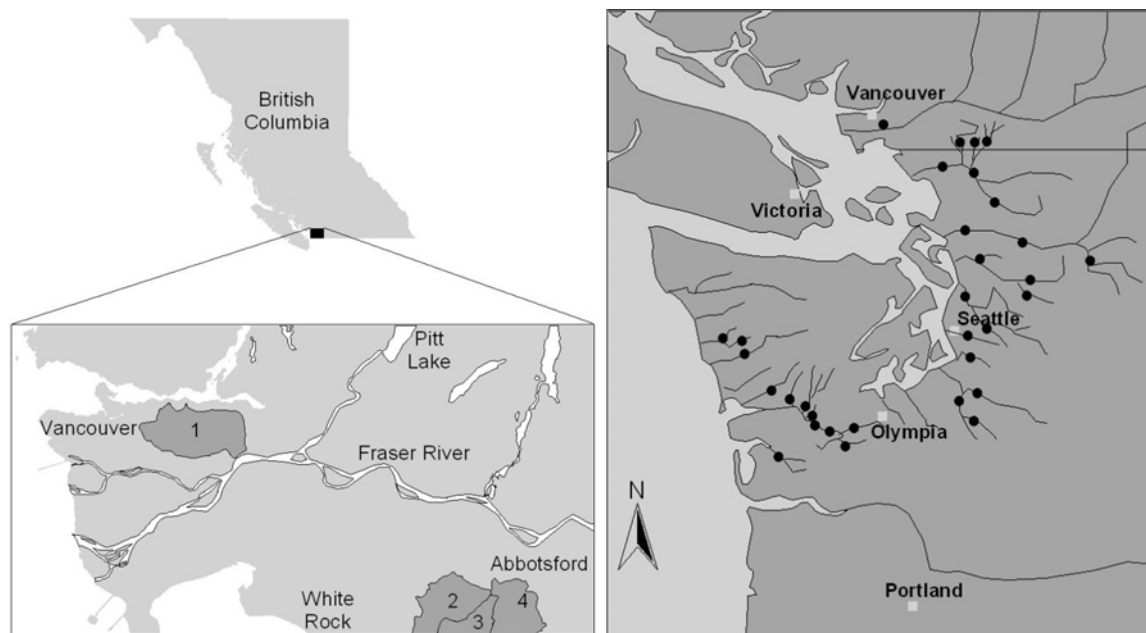 British
Columbia
Pitt
Lake
Vancouver
1
Fraser River
Abbotsford
White
Rock
2
3
4
Vancouver
Victoria
Seattle
Olympia
N
Portland